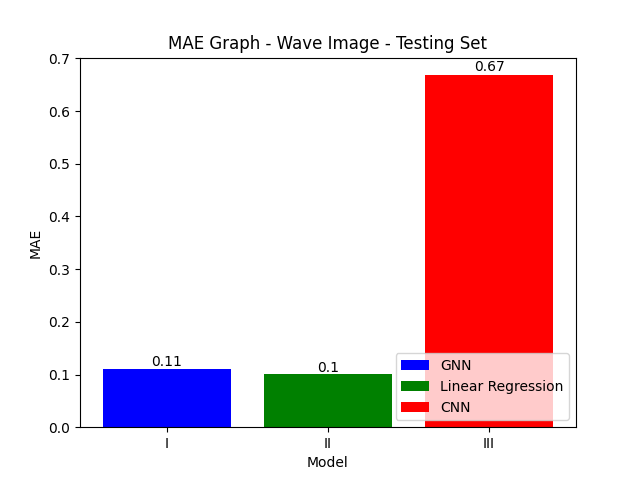 MAE Graph - Wave Image - Testing Set
0.7
0.6
0.5
0.4
0.3
0.2
0.1
0.0
MAE
0.11
0.1
0.67
GNN
Linear Regression
CNN
I
II
III
Model